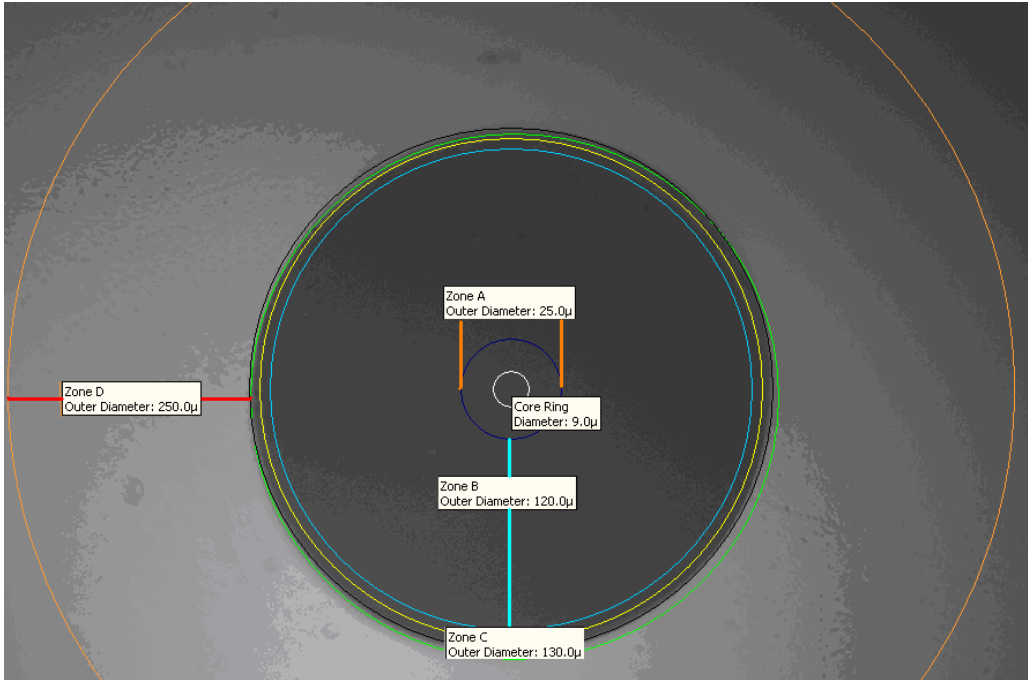 Zone A
Outer Diameter: 25.0µ
Zone D
Outer Diameter: 250.0µ
Core Ring
Diameter: 9.0µ
Zone B
Outer Diameter: 120.0µ
Zone C
Outer Diameter: 130.0µ